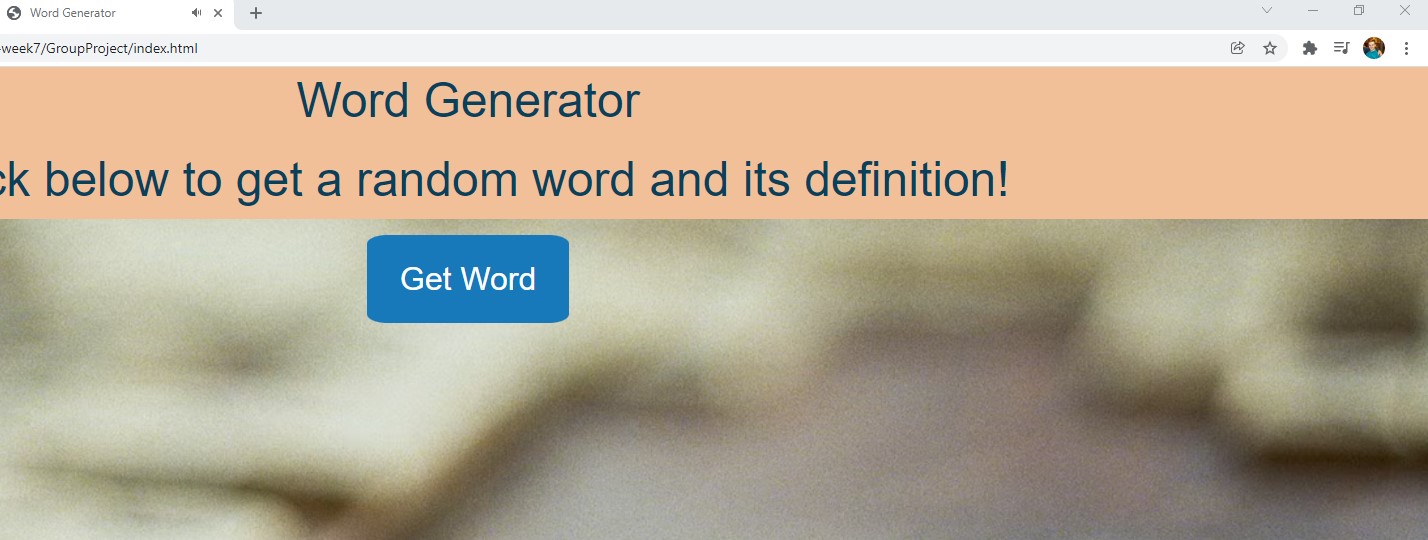 Word Generator
-week7/GroupProject/index.html
Word Generator
ck below to get a random word and its definition!
Get Word